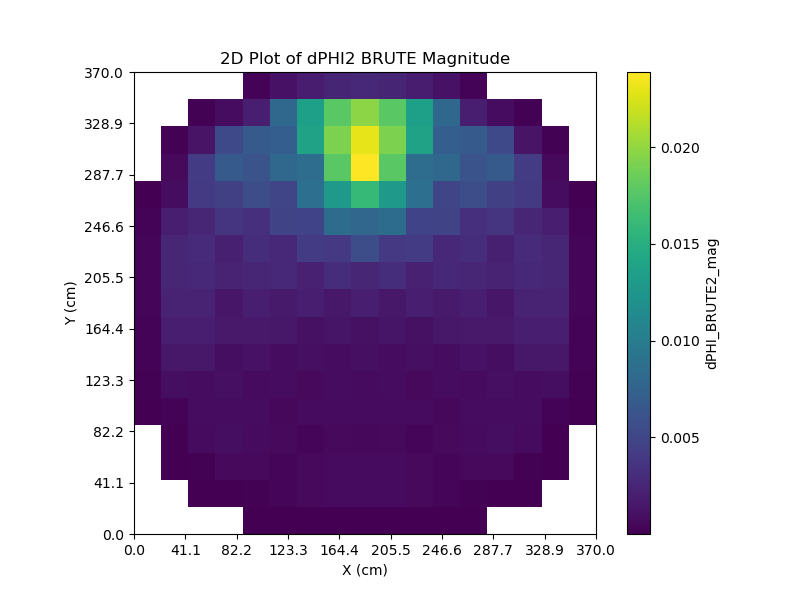 2D Plot of dPHI2 BRUTE Magnitude
370.0
328.9
287.7
246.6
205.5
164.4
123.3
82.2
41.1
0.0
Y (cm)
0.0 41.1 82.2 123.3 164.4 205.5 246.6 287.7 328.9 370.0
X (cm)
0.020
0.015
0.010
0.005
dPHI_BRUTE2_mag